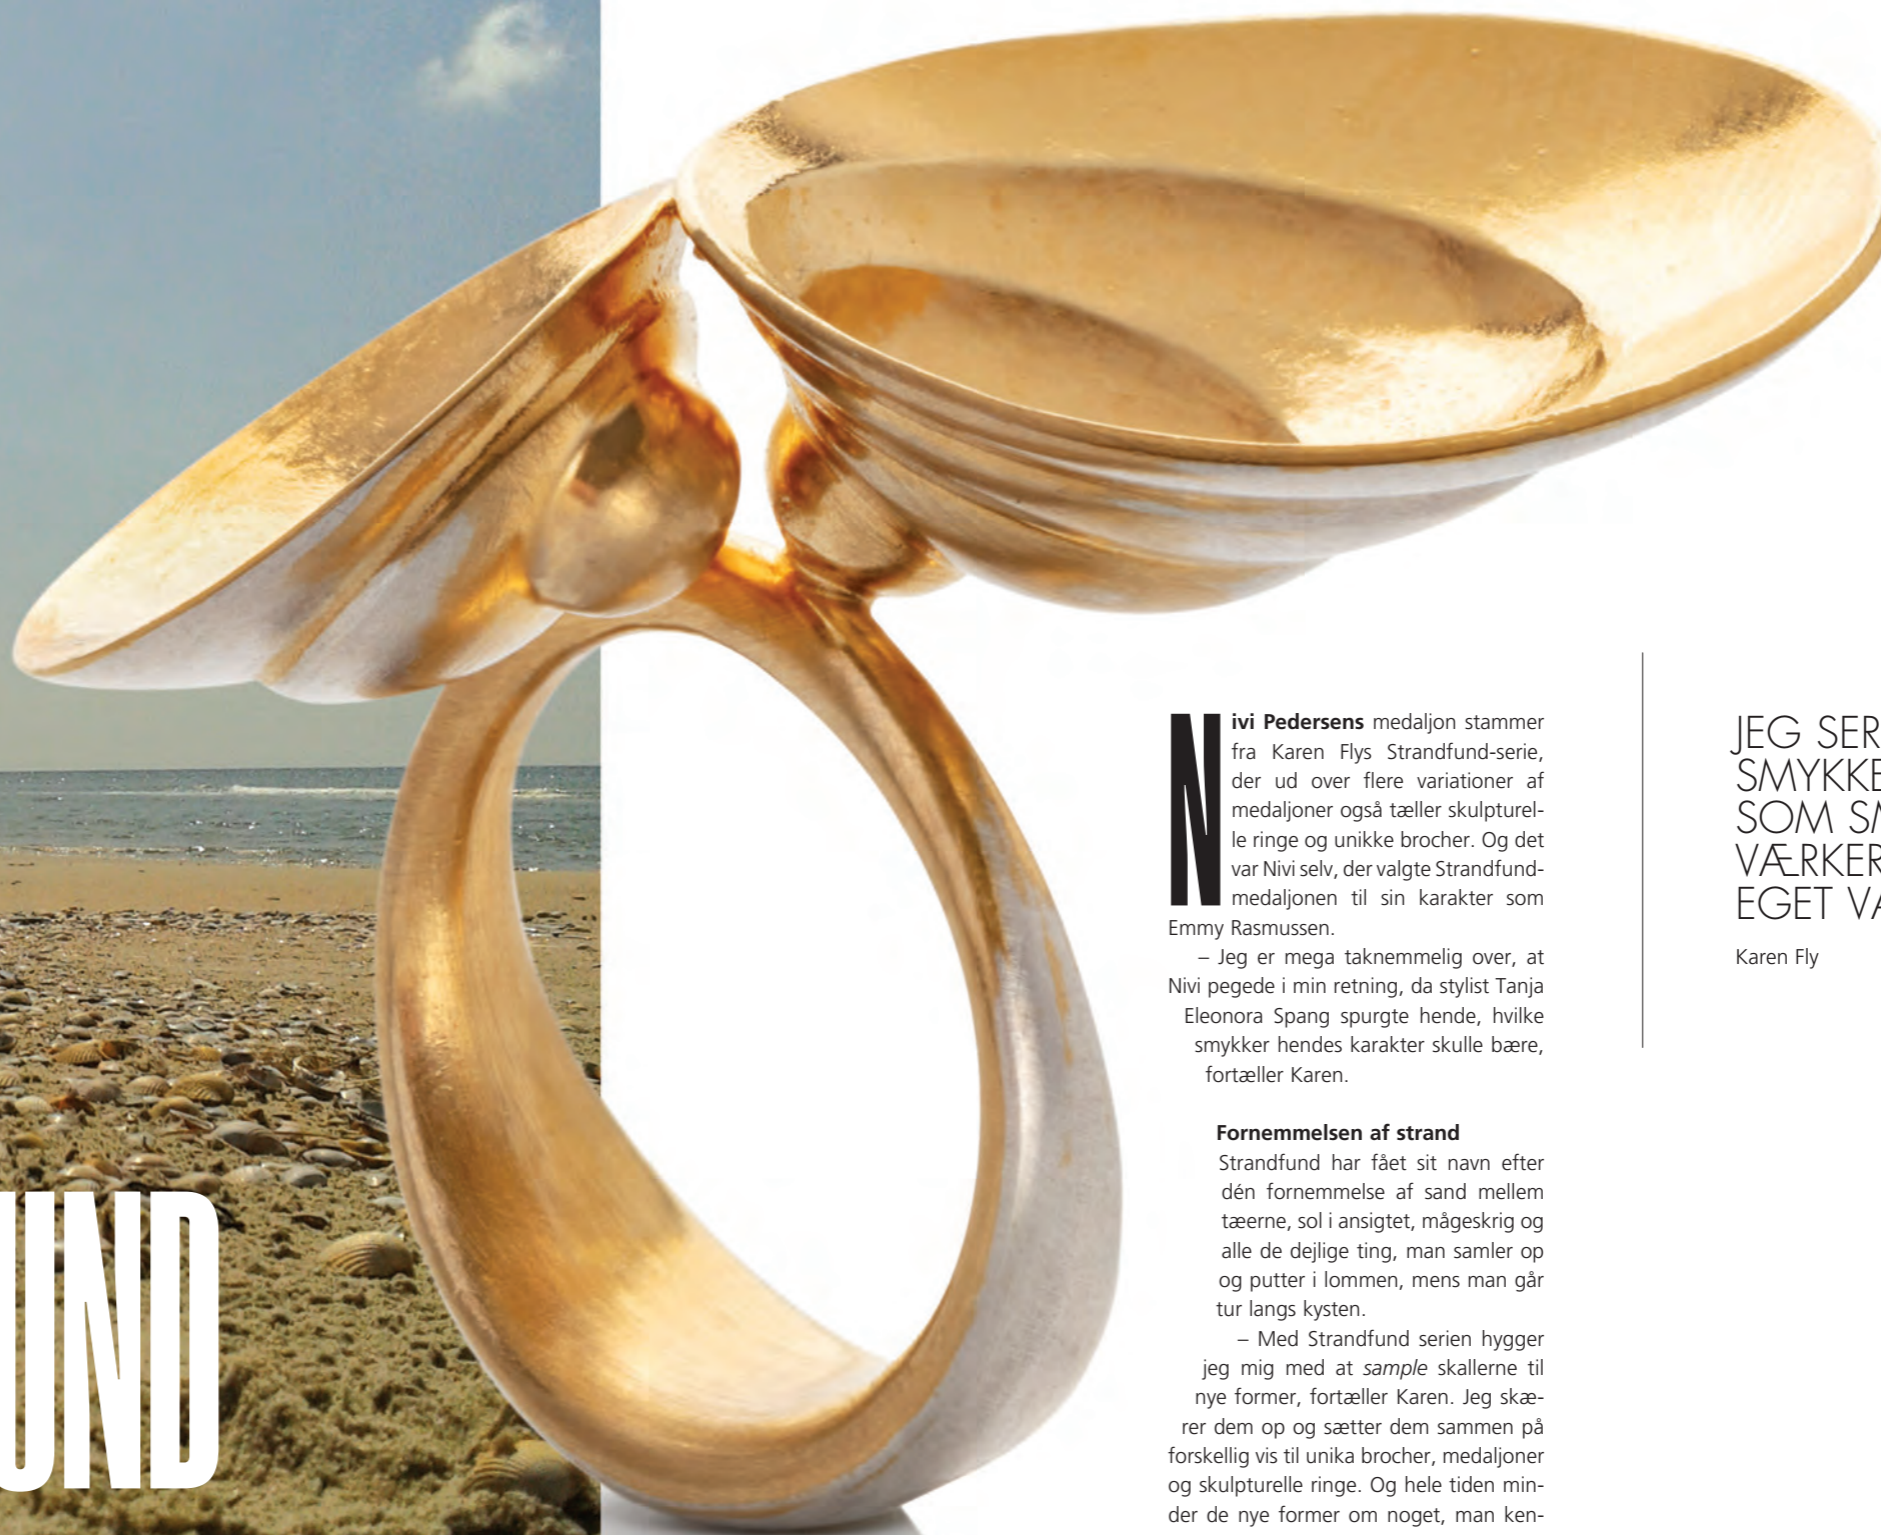 UND
Nivi Pedersens medaljon stammer
fra Karen Flys Strandfund-serie,
der ud over flere variationer af
medaljoner også tæller skulpturel-
le ringe og unikke brocher. Og det
var Nivi selv, der valgte Strandfund-
medaljonen til sin karakter som
Emmy Rasmussen.
– Jeg er mega taknemmelig over, at
Nivi pegede i min retning, da stylist Tanja
Eleonora Spang spurgte hende, hvilke
smykker hendes karakter skulle bære,
fortæller Karen.
Fornemmelsen af strand
Strandfund har fået sit navn efter
dén fornemmelse af sand mellem
tæerne, sol i ansigtet, mågeskrig og
alle de dejlige ting, man samler op
og putter i lommen, mens man går
tur langs kysten.
– Med Strandfund serien hygger
jeg mig med at sample skallerne til
nye former, fortæller Karen. Jeg skæ-
rer dem op og sætter dem sammen på
forskellig vis til unika brocher, medaljoner
og skulpturelle ringe. Og hele tiden min-
der de nye former om noget, man ken-
JEG SER
SMYKKE
SOM SM
VÆRKER
EGET VÆ
Karen Fly